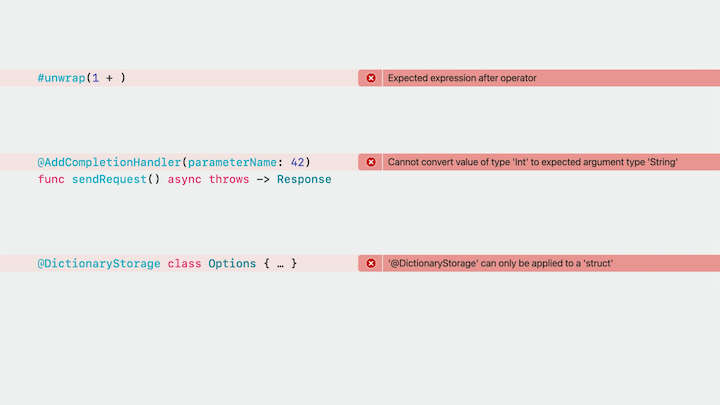 #unwrap(1 + )
Expected expression after operator
@AddCompletionHandler(parameterName: 42)
Cannot convert value of type 'Int' to expected argument type 'String'
func sendRequest() async throws -> Response
@DictionaryStorage class Options { … }
'@DictionaryStorage' can only be applied to a 'struct'